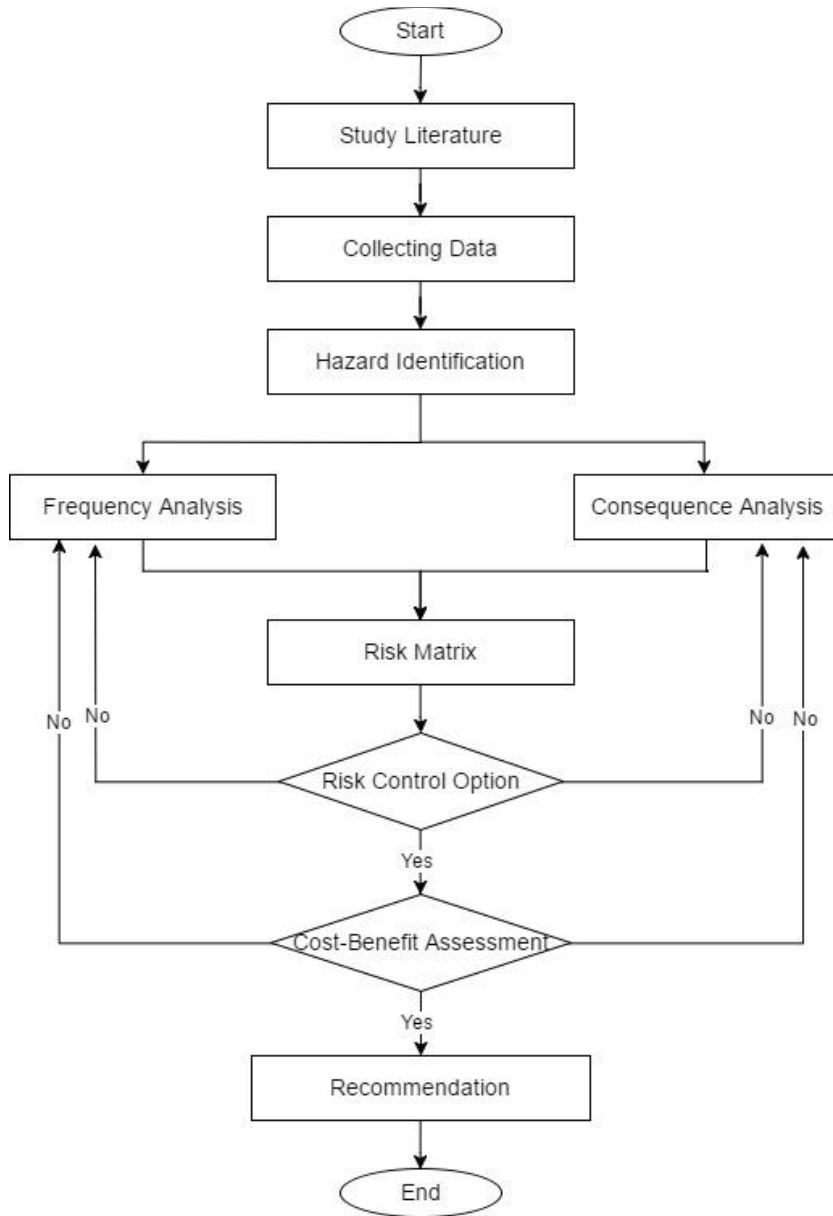 Start
Study Literature
Collecting Data
Hazard Identification
Frequency Analysis
Consequence Analysis
Risk Matrix
No
No
No
No
Risk Control Option
Yes
Cost-Benefit Assessment
Yes
Recommendation
End